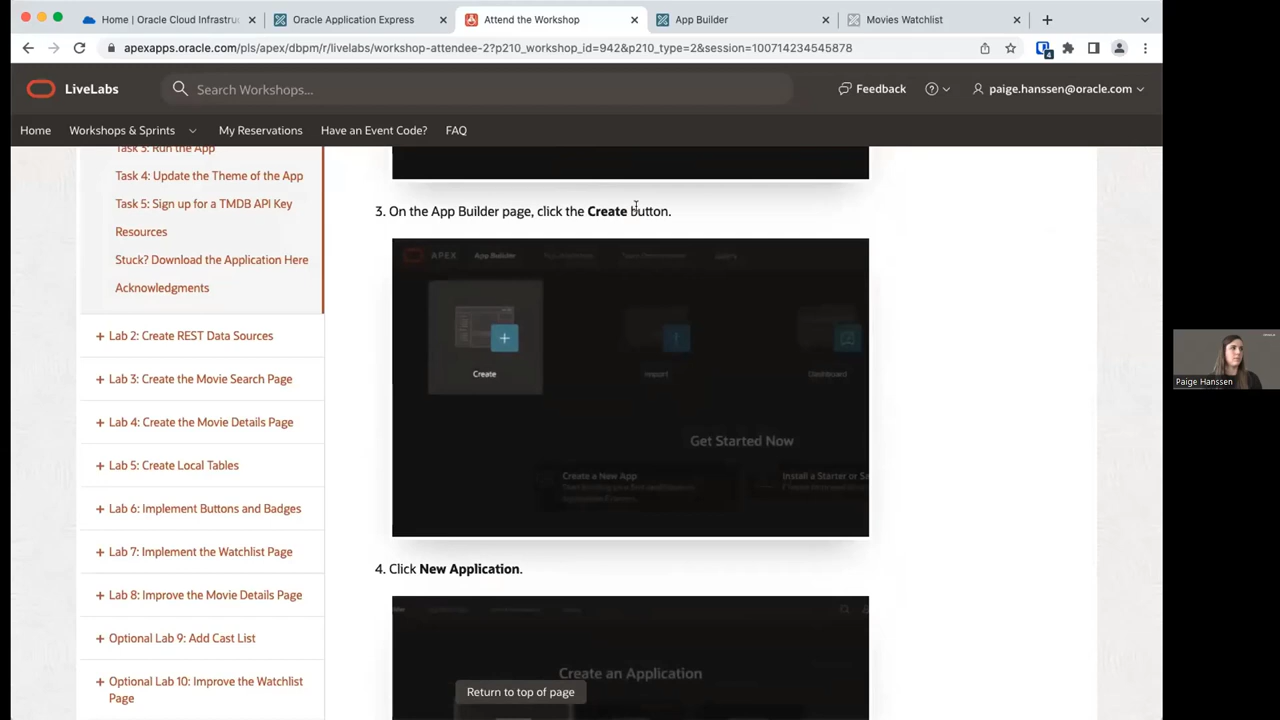 Home | Oracle Cloud Infrastruc
Oracle Application Express
Attend the Workshop
App Builder
Movies Watchlist
apexapps.oracle.com/pls/apex/dbpm/r/livelabs/workshop-attendee-2?p210_workshop_id=942&p210_type=2&session=100714234545878
4
LiveLabs
Search Workshops...
Feedback
paige.hanssen@oracle.com
Home
Workshops & Sprints
My Reservations
Have an Event Code?
FAQ
Task 3: Run the App
Task 4: Update the Theme of the App
Task 5: Sign up for a TMDB API Key
Resources
Stuck? Download the Application Here
Acknowledgments
+ Lab 2: Create REST Data Sources
+ Lab 3: Create the Movie Search Page
+ Lab 4: Create the Movie Details Page
+ Lab 5: Create Local Tables
+ Lab 6: Implement Buttons and Badges
+ Lab 7: Implement the Watchlist Page
+ Lab 8: Improve the Movie Details Page
+ Optional Lab 9: Add Cast List
+ Optional Lab 10: Improve the Watchlist
Page
3. On the App Builder page, click the Create button.
APEX
App Builder
Create
Import
Dashboard
Get Started Now
Create a New App
Install a Starter or Sa
4. Click New Application.
Create an Application
Return to top of page
Paige Hanssen